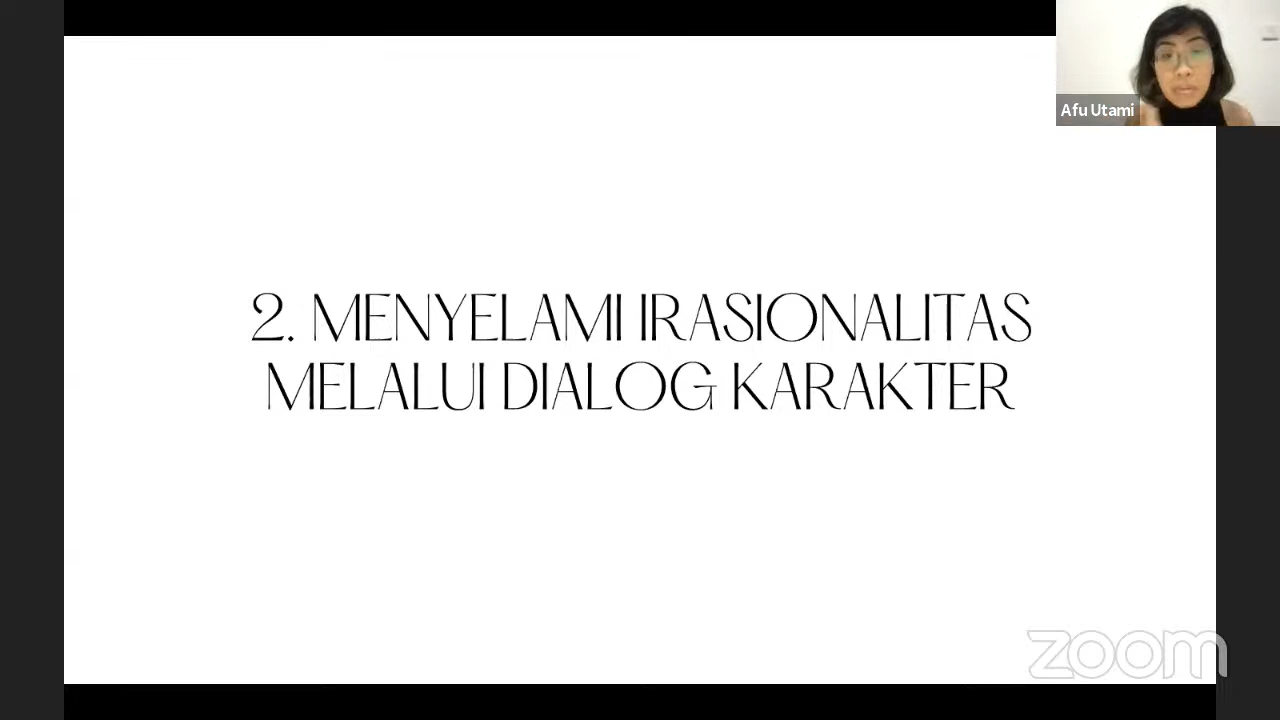 Afu Utami
2. MENYELAMI IRASIONALITAS
MELALUI DIALOG KARAKTER
zoom